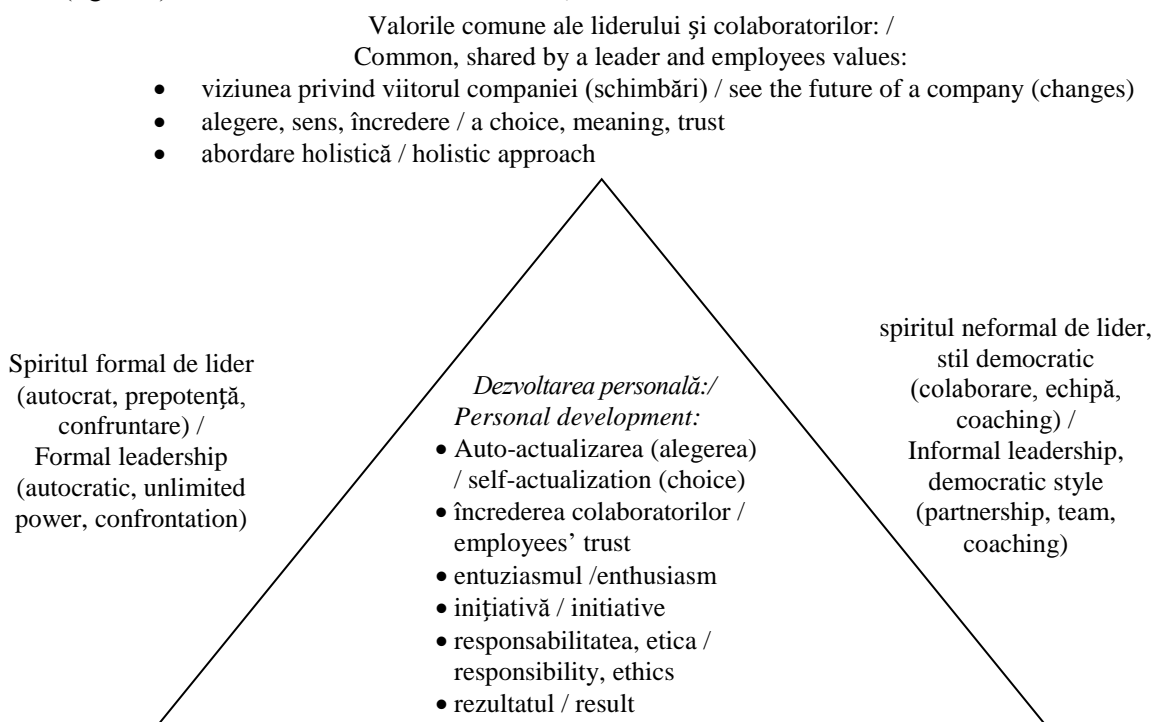 Valorile comune ale liderului şi colaboratorilor: /
Common, shared by a leader and employees values:
• viziunea privind viitorul companiei (schimbări) / see the future of a company (changes)
• alegere, sens, încredere / a choice, meaning, trust
• abordare holistică / holistic approach
Spiritul formal de lider
(autocrat, prepotenţă,
confruntare) /
Formal leadership
(autocratic, unlimited
power, confrontation)
Dezvoltarea personală:/
Personal development:
• Auto-actualizarea (alegerea)
/ self-actualization (choice)
• încrederea colaboratorilor /
employees’ trust
• entuziasmul /enthusiasm
• iniţiativă / initiative
• responsabilitatea, etica /
responsibility, ethics
• rezultatul / result
spiritul neformal de lider,
stil democratic
(colaborare, echipă,
coaching) /
Informal leadership,
democratic style
(partnership, team,
coaching)